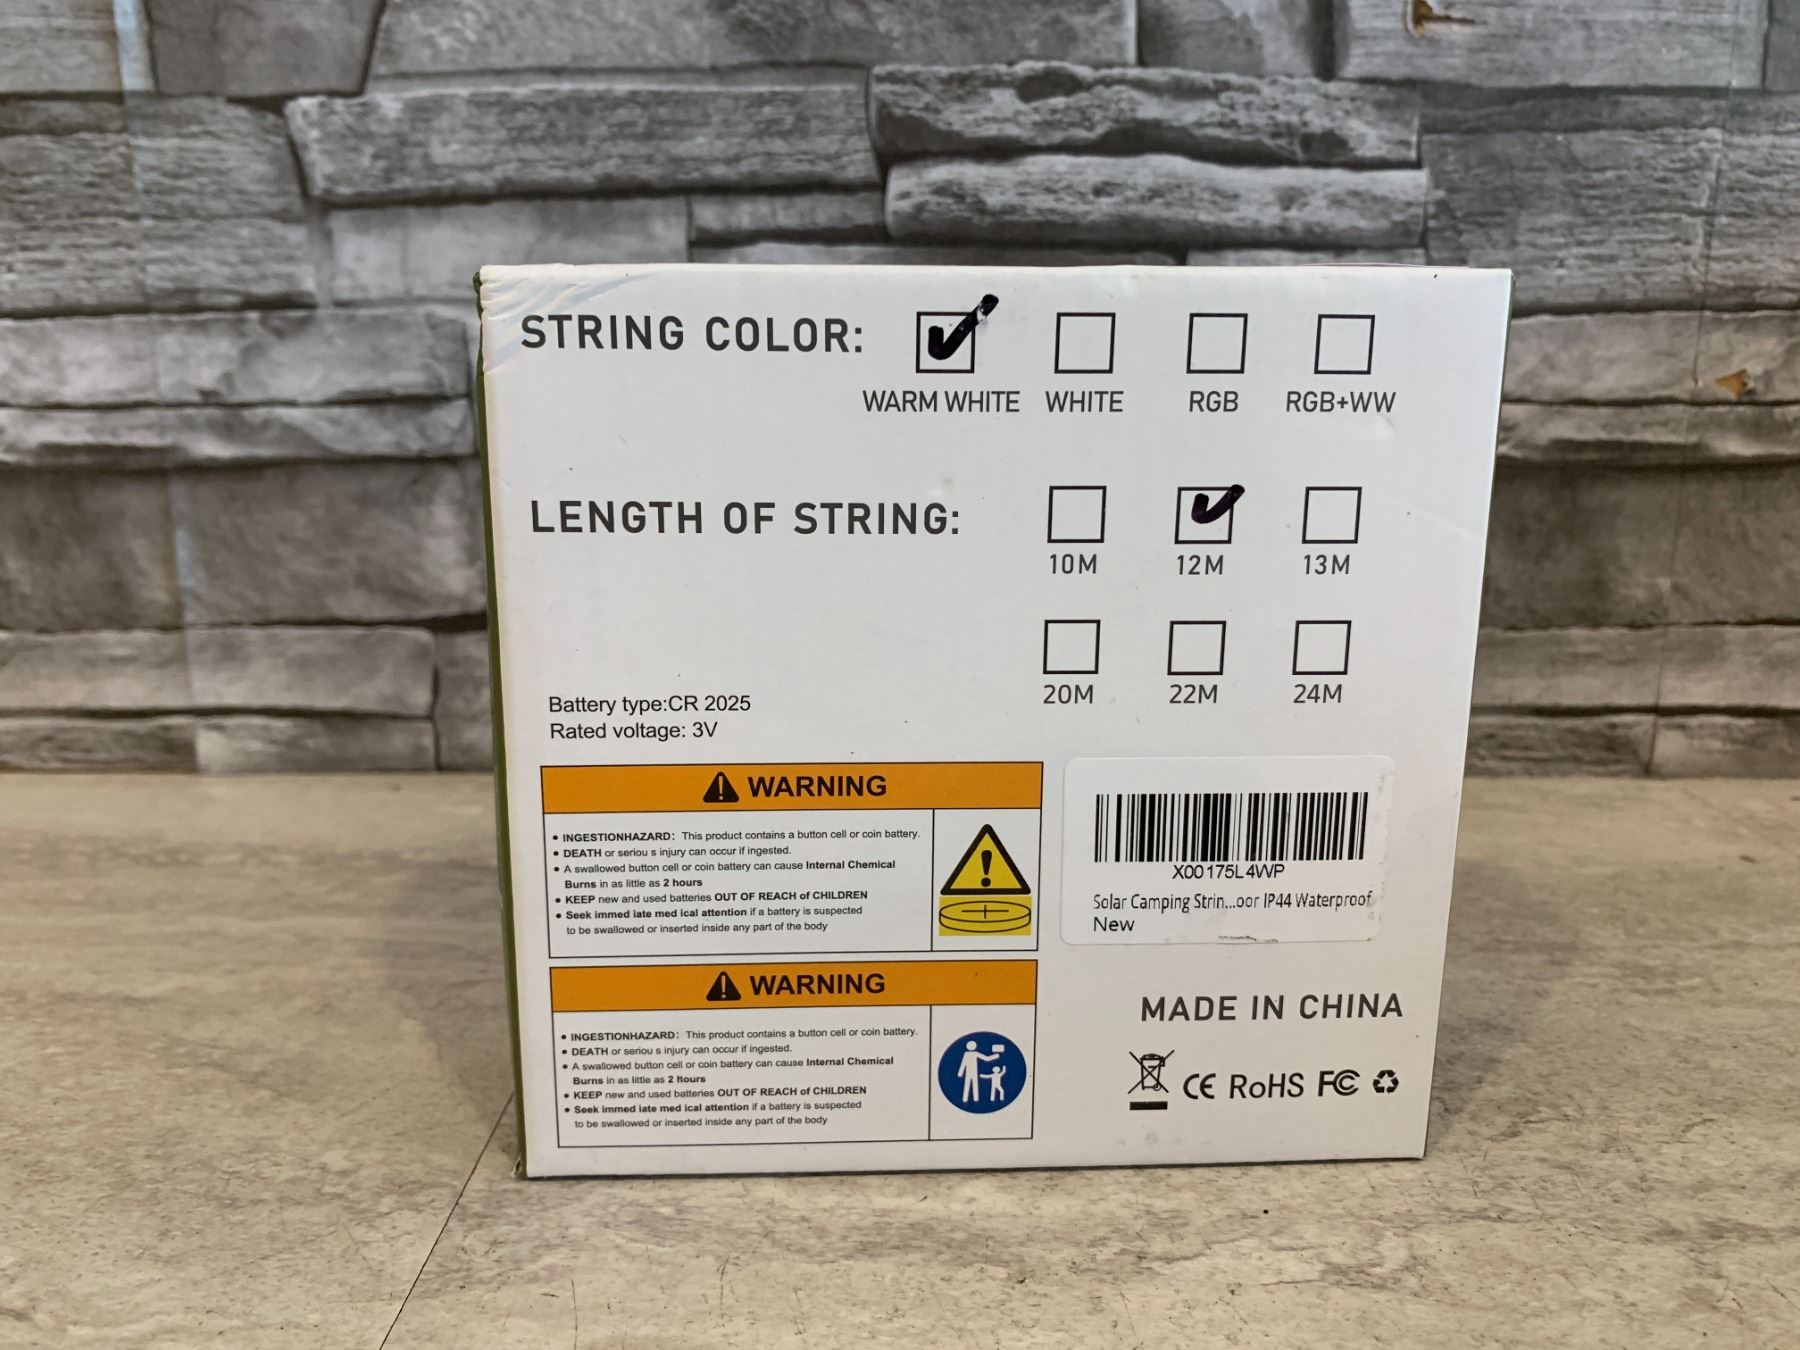 STRING COLOR:
WARM WHITE WHITE RGB RGB+WW
LENGTH OF STRING:
10M 12M 13M
20M 22M 24M
Battery type:CR 2025
Rated voltage: 3V
WARNING
• INGESTIONHAZARD: This product contains a button cell or coin battery.
• DEATH or seriou s injury can occur if ingested.
• A swallowed button cell or coin battery can cause Internal Chemical
Burns in as little as 2 hours
• KEEP new and used batteries OUT OF REACH of CHILDREN
• Seek immed iate med ical attention if a battery is suspected
to be swallowed or inserted inside any part of the body
X00175L4WP
Solar Camping Strin...oor IP44 Waterproof
New
WARNING
• INGESTIONHAZARD: This product contains a button cell or coin battery.
• DEATH or seriou s injury can occur if ingested.
• A swallowed button cell or coin battery can cause Internal Chemical
Burns in as little as 2 hours
• KEEP new and used batteries OUT OF REACH of CHILDREN
• Seek immed iate med ical attention if a battery is suspected
to be swallowed or inserted inside any part of the body
MADE IN CHINA
CE RoHS FC